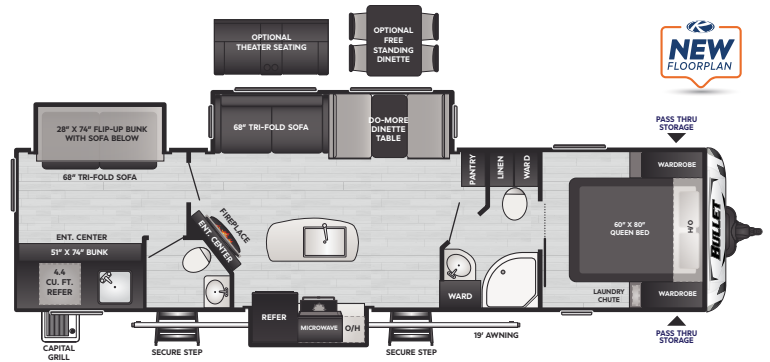 OPTIONAL
THEATER SEATING
OPTIONAL
FREE
STANDING
DINETTE
K
NEW
FLOORPLAN
28" X 74" FLIP-UP BUNK
WITH SOFA BELOW
68" TRI-FOLD SOFA
68" TRI-FOLD SOFA
DO-MORE
DINETTE
TABLE
PASS THRU
STORAGE
PANTRY
LINEN
WARD
WARDROBE
FIREPLACE
ENT. CENTER
60" X 80"
QUEEN BED
H/O
BULLET
ENT. CENTER
51" X 74" BUNK
4.4
CU. FT.
REFER
WARD
LAUNDRY
CHUTE
WARDROBE
REFER
MICROWAVE
O/H
CAPITAL
GRILL
SECURE STEP
SECURE STEP
19' AWNING
PASS THRU
STORAGE